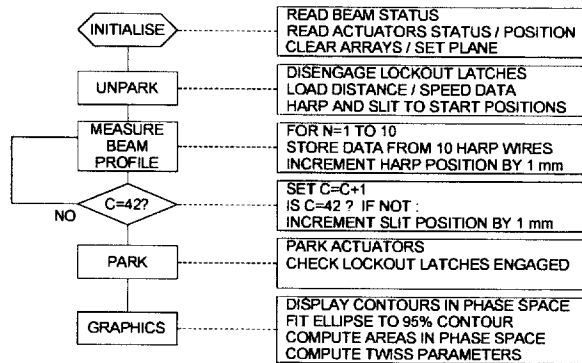 INITIALISE
READ BEAM STATUS
READ ACTUATORS STATUS / POSITION
CLEAR ARRAYS / SET PLANE
UNPARK
DISENGAGE LOCKOUT LATCHES
LOAD DISTANCE / SPEED DATA
HARP AND SLIT TO START POSITIONS
MEASURE
BEAM
PROFILE
FOR N=1 TO 10
STORE DATA FROM 10 HARP WIRES
INCREMENT HARP POSITION BY 1 mm
NO
C=42?
SET C=C+1
IS C=42 ? IF NOT :
INCREMENT SLIT POSITION BY 1 mm
PARK
PARK ACTUATORS
CHECK LOCKOUT LATCHES ENGAGED
GRAPHICS
DISPLAY CONTOURS IN PHASE SPACE
FIT ELLIPSE TO 95% CONTOUR
COMPUTE AREAS IN PHASE SPACE
COMPUTE TWISS PARAMETERS